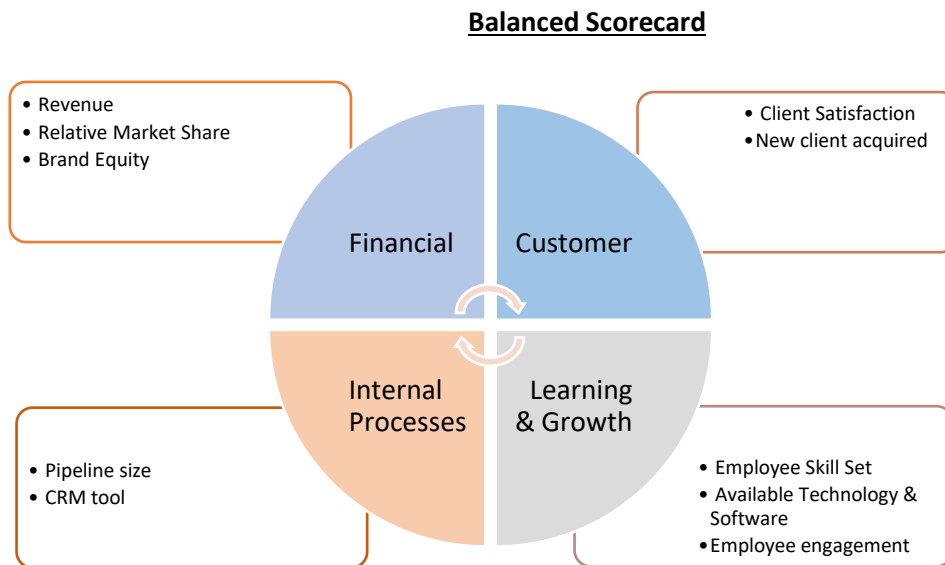 Balanced Scorecard
• Revenue
• Relative Market Share
• Brand Equity
• Client Satisfaction
•New client acquired
Financial
Customer
Internal
Processes
Learning
& Growth
• Pipeline size
• CRM tool
• Employee Skill Set
• Available Technology &
Software
•Employee engagement